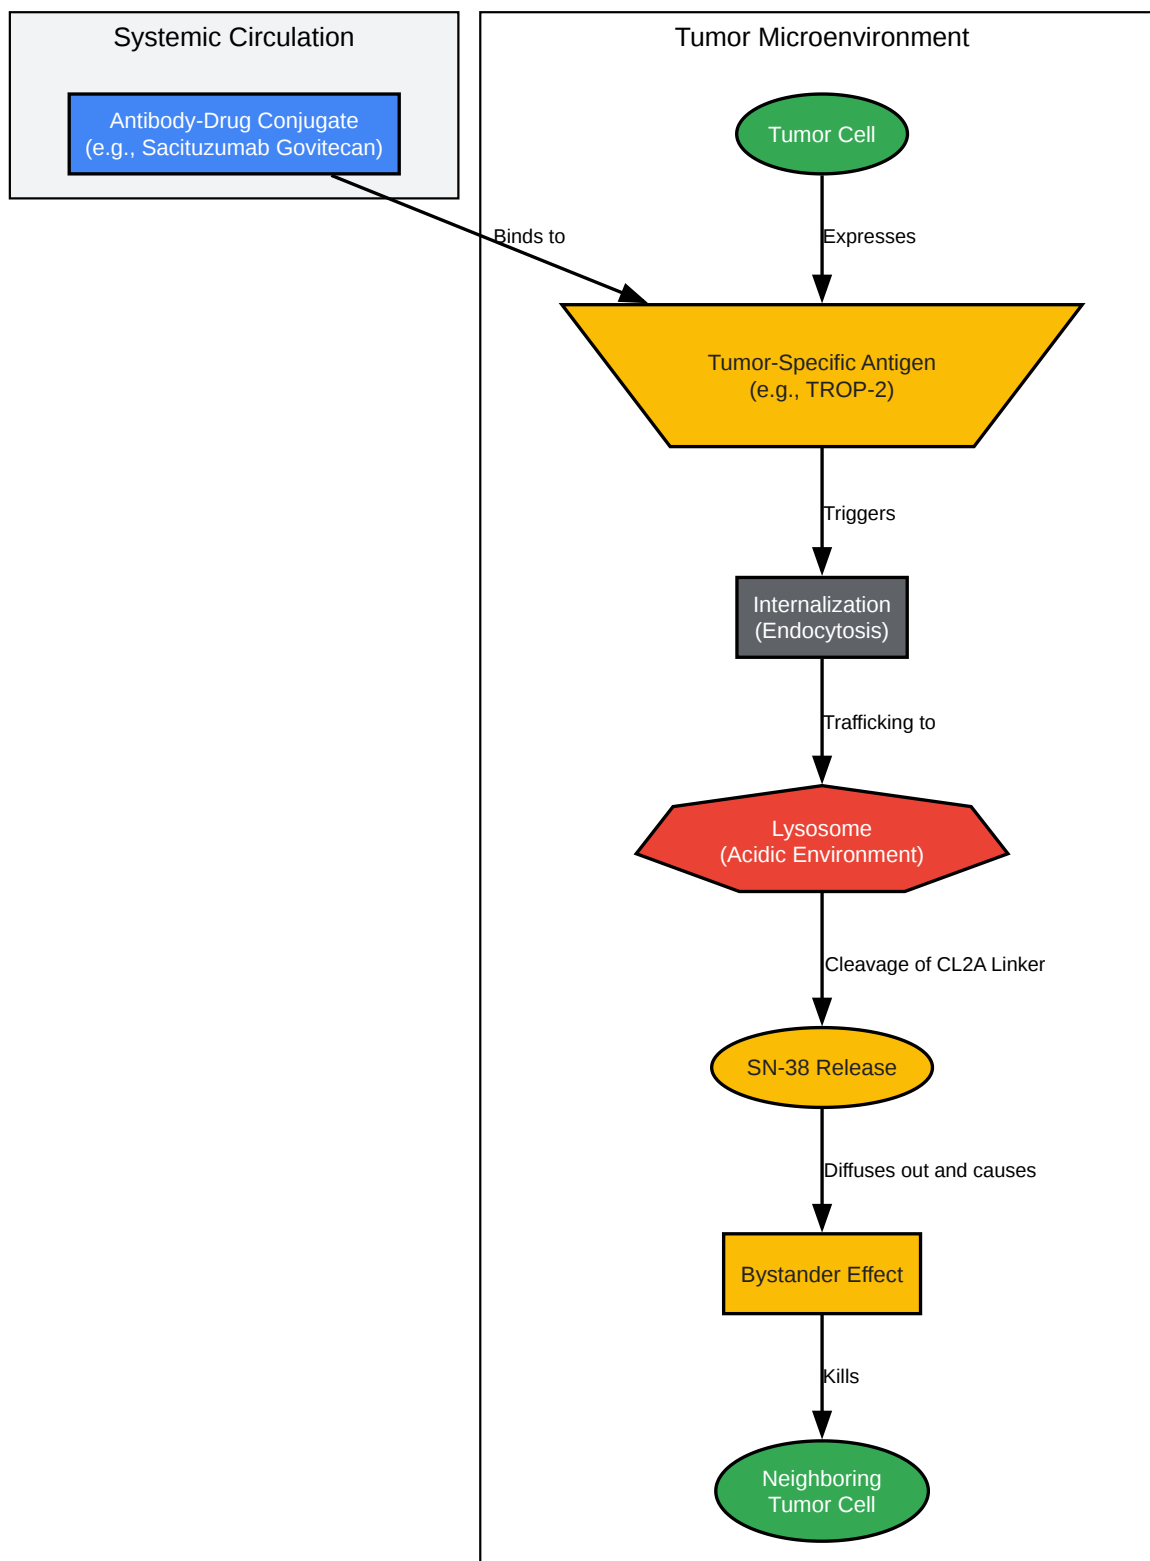 Systemic Circulation
Antibody-Drug Conjugate
(e.g., Sacituzumab Govitecan)
Tumor Microenvironment
Tumor Cell
Binds to
Expresses
Tumor-Specific Antigen
(e.g., TROP-2)
Triggers
Internalization
(Endocytosis)
Trafficking to
Lysosome
(Acidic Environment)
Cleavage of CL2A Linker
SN-38 Release
Diffuses out and causes
Bystander Effect
Kills
Neighboring
Tumor Cell